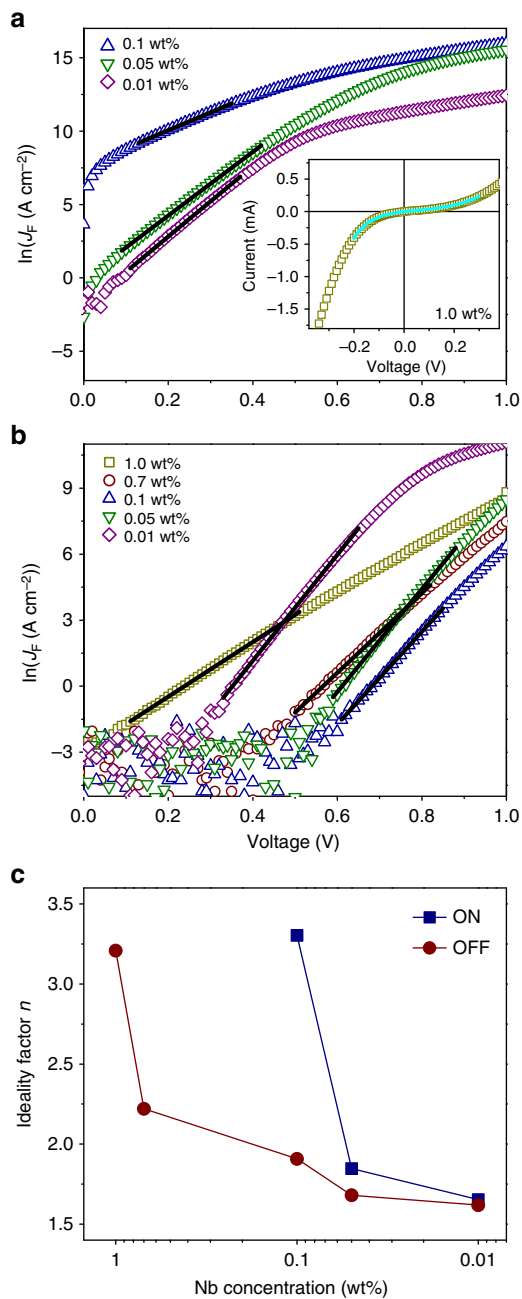 a
15
10
5
0
−5
ln(J_F (A cm⁻²))
0.1 wt%
0.05 wt%
0.01 wt%
0.5
0.0
−0.5
−1.0
−1.5
Current (mA)
1.0 wt%
−0.2 0.0 0.2
Voltage (V)
0.0 0.2 0.4 0.6 0.8 1.0
b
9
6
3
0
−3
ln(J_F (A cm⁻²))
1.0 wt%
0.7 wt%
0.1 wt%
0.05 wt%
0.01 wt%
0.0 0.2 0.4 0.6 0.8 1.0
Voltage (V)
c
3.5
3.0
2.5
2.0
1.5
Ideality factor n
ON
OFF
1 0.1 0.01
Nb concentration (wt%)